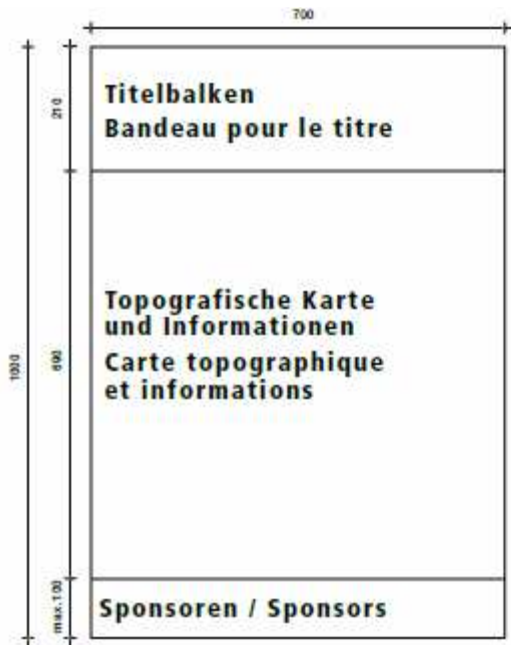 700
210
Titelbalken
Bandeau pour le titre
1000
690
Topografische Karte
und Informationen
Carte topographique
et informations
max.100
Sponsoren / Sponsors